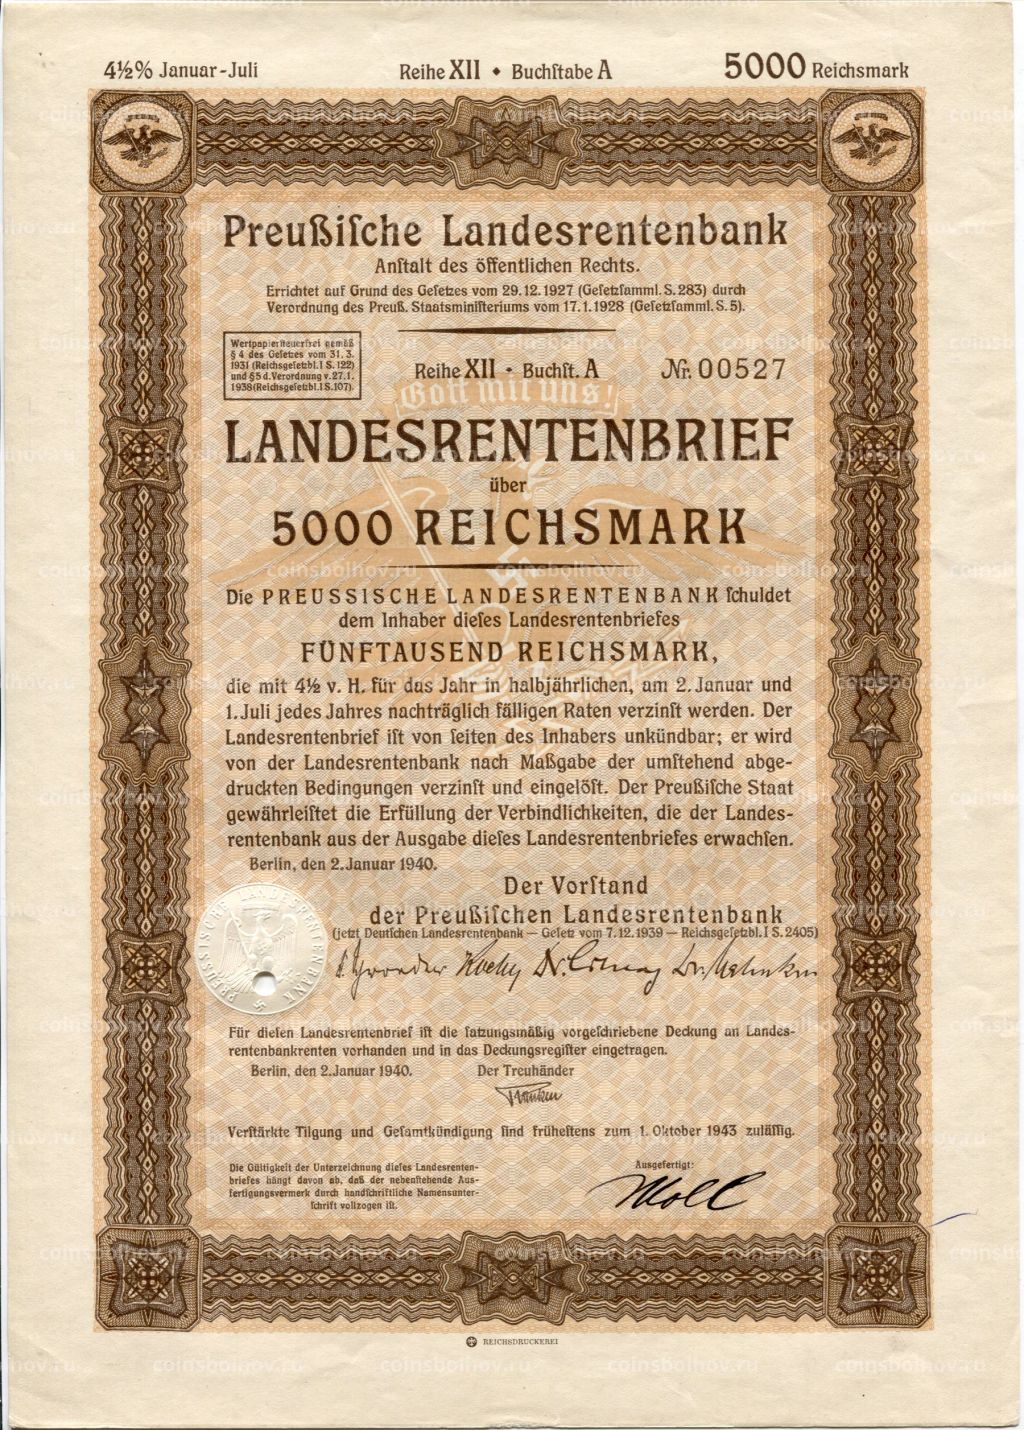 4½% Januar-Juli
Reihe XII • Buchſtabe A
5000 Reichsmark
Preußiſche Landesrentenbank
Anſtalt des öffentlichen Rechts.
Errichtet auf Grund des Geſetzes vom 29.12.1927 (Geſetzſamml. S. 283) durch
Verordnung des Preuß. Staatsminiſteriums vom 17.1.1928 (Geſetzſamml. S. 5).
Wertpapierſteuerfrei gemäß
§ 4 des Geſetzes vom 31. 3.
1931 (Reichsgeſetzbl. I S. 122)
und § 5 d. Verordnung v. 27. 1.
1938 (Reichsgeſetzbl. I S. 107).
Reihe XII • Buchſt. A
Nr. 00527
Gott mit uns!
LANDESRENTENBRIEF
über
5000 REICHSMARK
Die PREUSSISCHE LANDESRENTENBANK ſchuldet
dem Inhaber dieſes Landesrentenbriefes
FÜNFTAUSEND REICHSMARK,
die mit 4½ v. H. für das Jahr in halbjährlichen, am 2. Januar und
1. Juli jedes Jahres nachträglich fälligen Raten verzinſt werden. Der
Landesrentenbrief iſt von ſeiten des Inhabers unkündbar; er wird
von der Landesrentenbank nach Maßgabe der umſtehend abge-
druckten Bedingungen verzinſt und eingelöſt. Der Preußiſche Staat
gewährleiſtet die Erfüllung der Verbindlichkeiten, die der Landes-
rentenbank aus der Ausgabe dieſes Landesrentenbriefes erwachſen.
Berlin, den 2. Januar 1940.
Der Vorſtand
der Preußiſchen Landesrentenbank
(jetzt Deutſchen Landesrentenbank — Geſetz vom 7.12.1939 — Reichsgeſetzbl. I S. 2405)
PREUSSISCHE LANDESRENTENBANK
Für dieſen Landesrentenbrief iſt die ſatzungsmäßig vorgeſchriebene Deckung an Landes-
rentenbankrenten vorhanden und in das Deckungsregiſter eingetragen.
Berlin, den 2. Januar 1940.
Der Treuhänder
Verſtärkte Tilgung und Geſamtkündigung ſind früheſtens zum 1. Oktober 1943 zuläſſig.
Die Gültigkeit der Unterzeichnung dieſes Landesrenten-
briefes hängt davon ab, daß der nebenſtehende Aus-
fertigungsvermerk durch handſchriftliche Namensunter-
ſchrift vollzogen iſt.
Ausgefertigt:
Moll
REICHSDRUCKEREI
coinsbolhov.ru